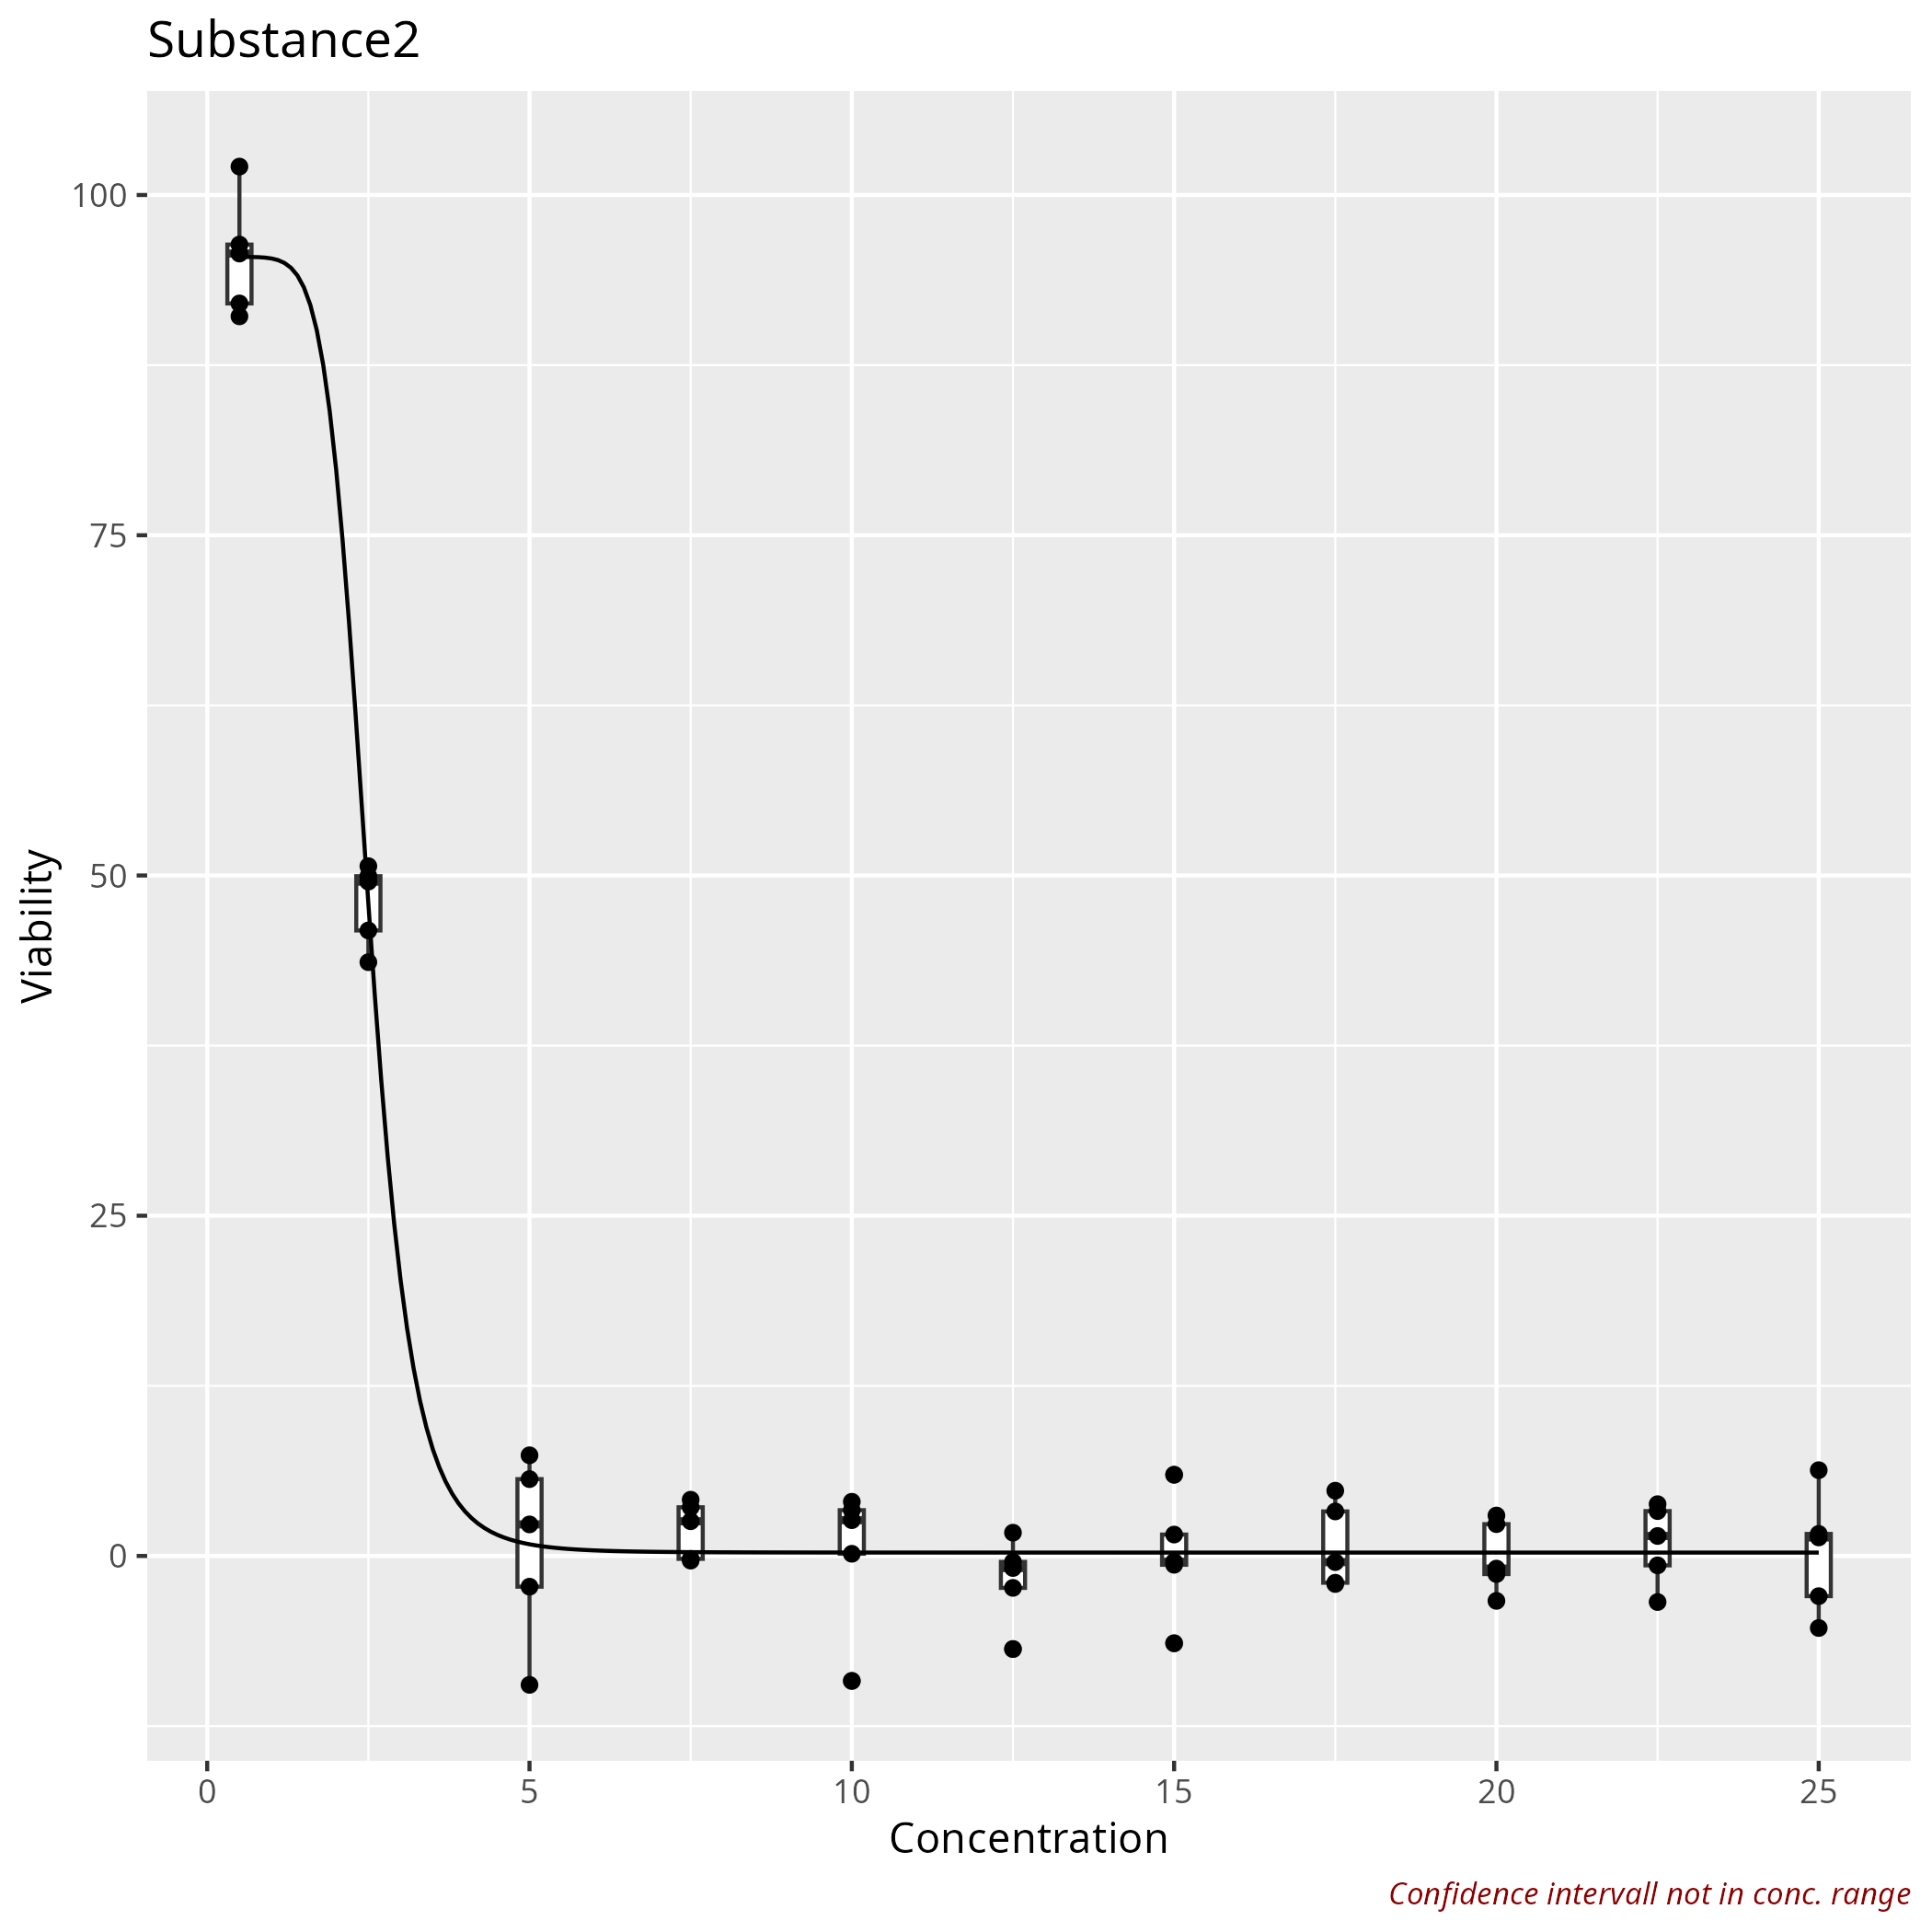 Substance2
Viability
100
75
50
25
0
0 5 10 15 20 25
Concentration
Confidence intervall not in conc. range